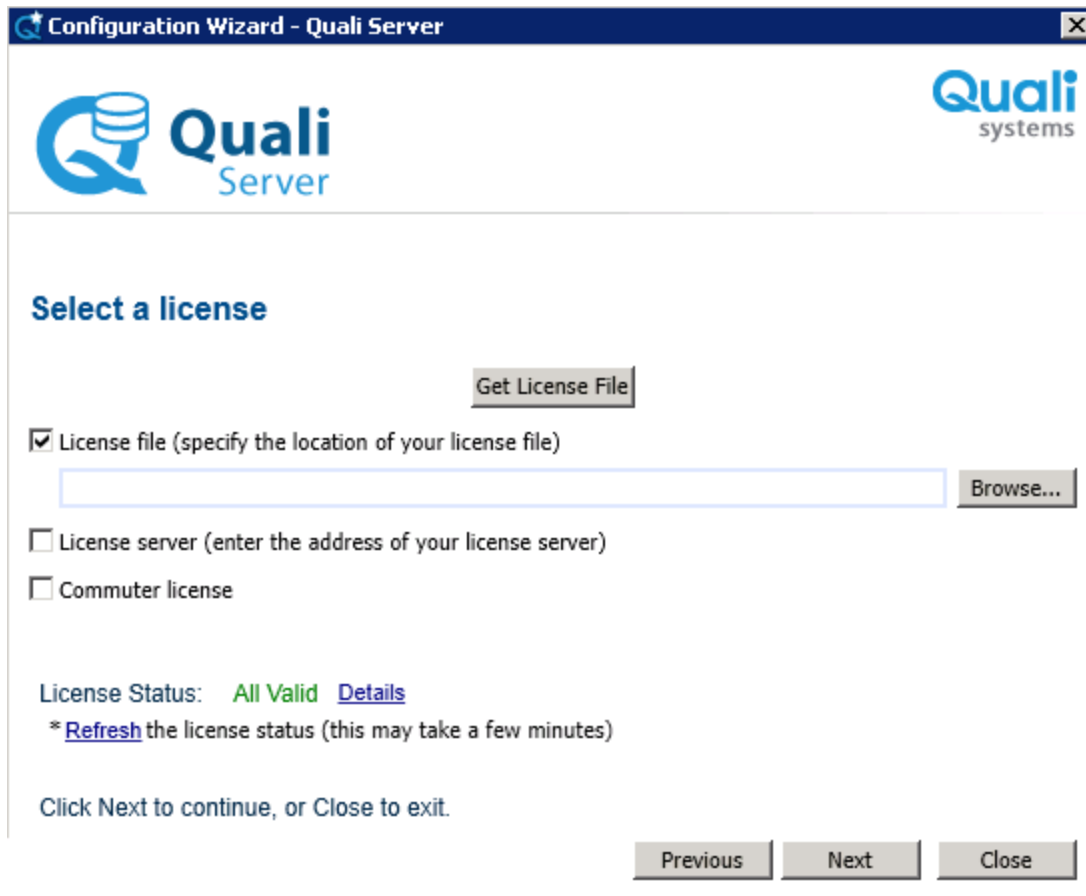 Configuration Wizard - Quali Server
Quali
systems
Quali
Server
Select a license
Get License File
License file (specify the location of your license file)
Browse...
License server (enter the address of your license server)
Commuter license
License Status: All Valid Details
* Refresh the license status (this may take a few minutes)
Click Next to continue, or Close to exit.
Previous Next Close